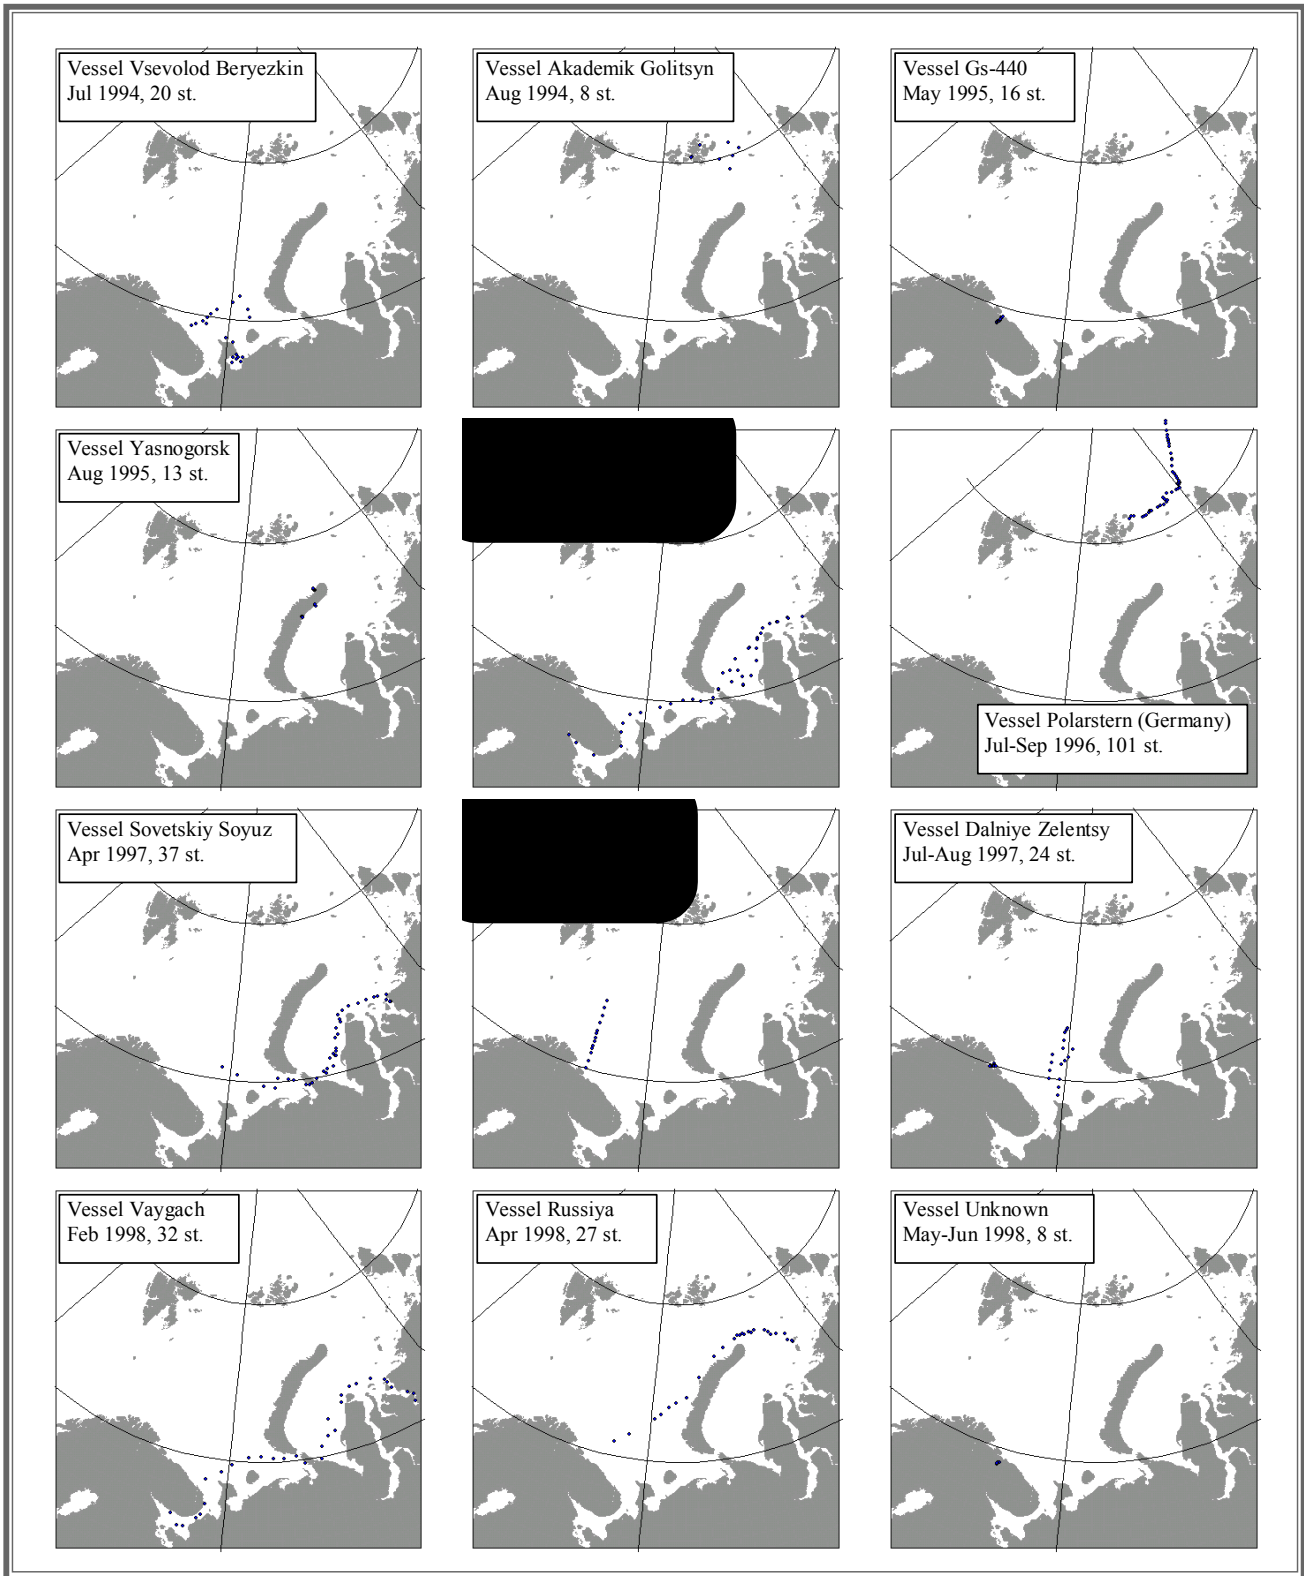 Vessel Vsevolod Beryezkin
Jul 1994, 20 st.
Vessel Akademik Golitsyn
Aug 1994, 8 st.
Vessel Gs-440
May 1995, 16 st.
Vessel Yasnogorsk
Aug 1995, 13 st.
Vessel Polarstern (Germany)
Jul-Sep 1996, 101 st.
Vessel Sovetskiy Soyuz
Apr 1997, 37 st.
Vessel Dalniye Zelentsy
Jul-Aug 1997, 24 st.
Vessel Vaygach
Feb 1998, 32 st.
Vessel Russiya
Apr 1998, 27 st.
Vessel Unknown
May-Jun 1998, 8 st.